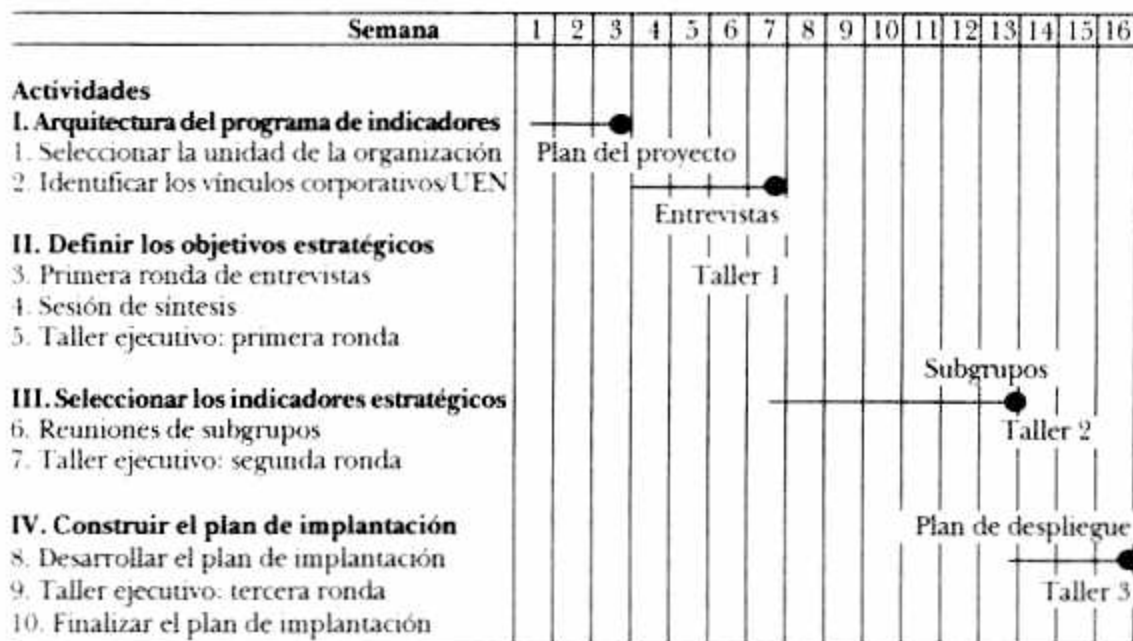 Semana 1 2 3 4 5 6 7 8 9 10 11 12 13 14 15 16
Actividades
I. Arquitectura del programa de indicadores
1. Seleccionar la unidad de la organización Plan del proyecto
2. Identificar los vínculos corporativos/UEN
Entrevistas
II. Definir los objetivos estratégicos
3. Primera ronda de entrevistas Taller 1
4. Sesión de síntesis
5. Taller ejecutivo: primera ronda
Subgrupos
III. Seleccionar los indicadores estratégicos
6. Reuniones de subgrupos Taller 2
7. Taller ejecutivo: segunda ronda
IV. Construir el plan de implantación Plan de despliegue
8. Desarrollar el plan de implantación
9. Taller ejecutivo: tercera ronda Taller 3
10. Finalizar el plan de implantación